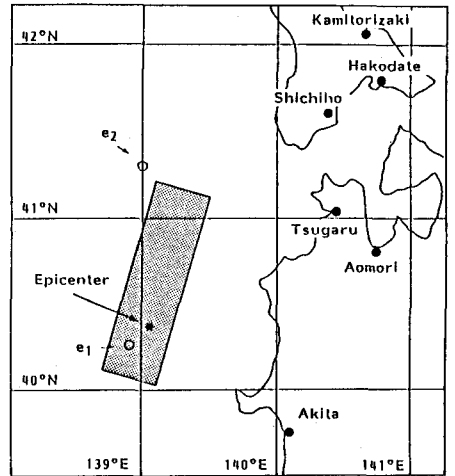 Kamitorizaki
42°N
Hakodate
Shichiho
e2
41°N
Tsugaru
Aomori
Epicenter
e1
40°N
Akita
139°E
140°E
141°E